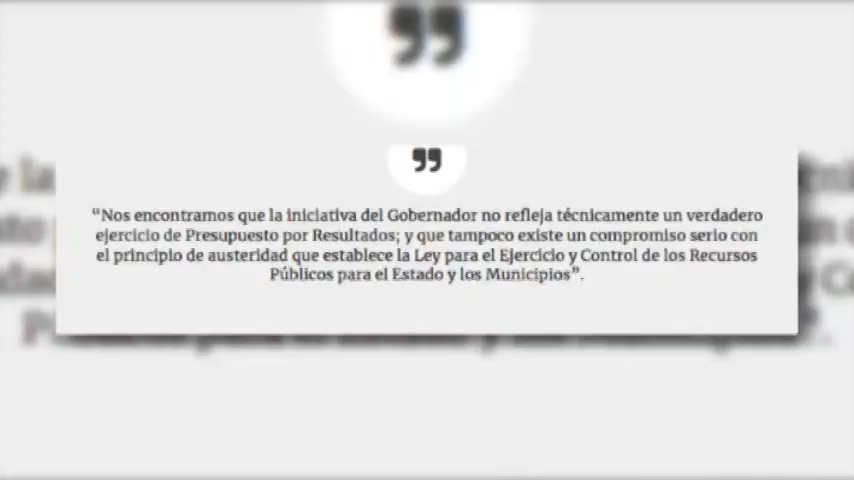 “Nos encontramos que la iniciativa del Gobernador no refleja técnicamente un verdadero
ejercicio de Presupuesto por Resultados; y que tampoco existe un compromiso serio con
el principio de austeridad que establece la Ley para el Ejercicio y Control de los Recursos
Públicos para el Estado y los Municipios”.